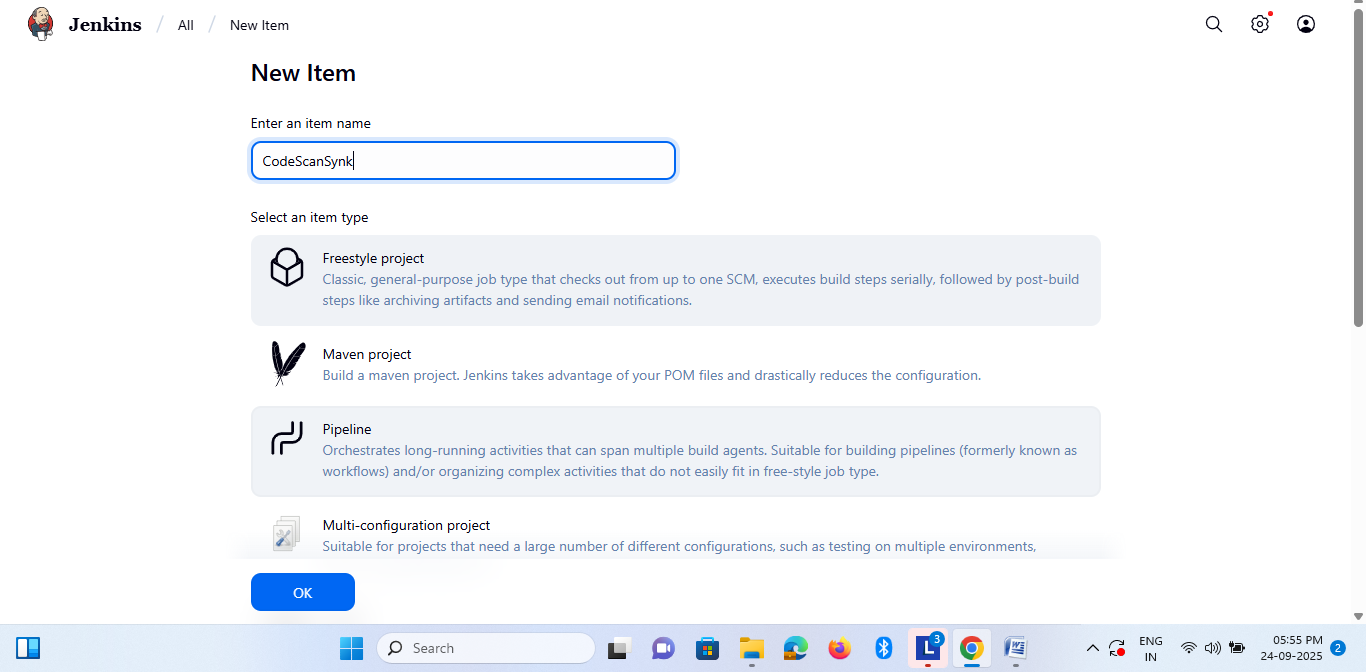 Jenkins / All / New Item
New Item
Enter an item name
CodeScanSynk
Select an item type
Freestyle project
Classic, general-purpose job type that checks out from up to one SCM, executes build steps serially, followed by post-build
steps like archiving artifacts and sending email notifications.
Maven project
Build a maven project. Jenkins takes advantage of your POM files and drastically reduces the configuration.
Pipeline
Orchestrates long-running activities that can span multiple build agents. Suitable for building pipelines (formerly known as
workflows) and/or organizing complex activities that do not easily fit in free-style job type.
Multi-configuration project
Suitable for projects that need a large number of different configurations, such as testing on multiple environments,
OK
Search
L 3
W
ENG
IN
05:55 PM
24-09-2025
2